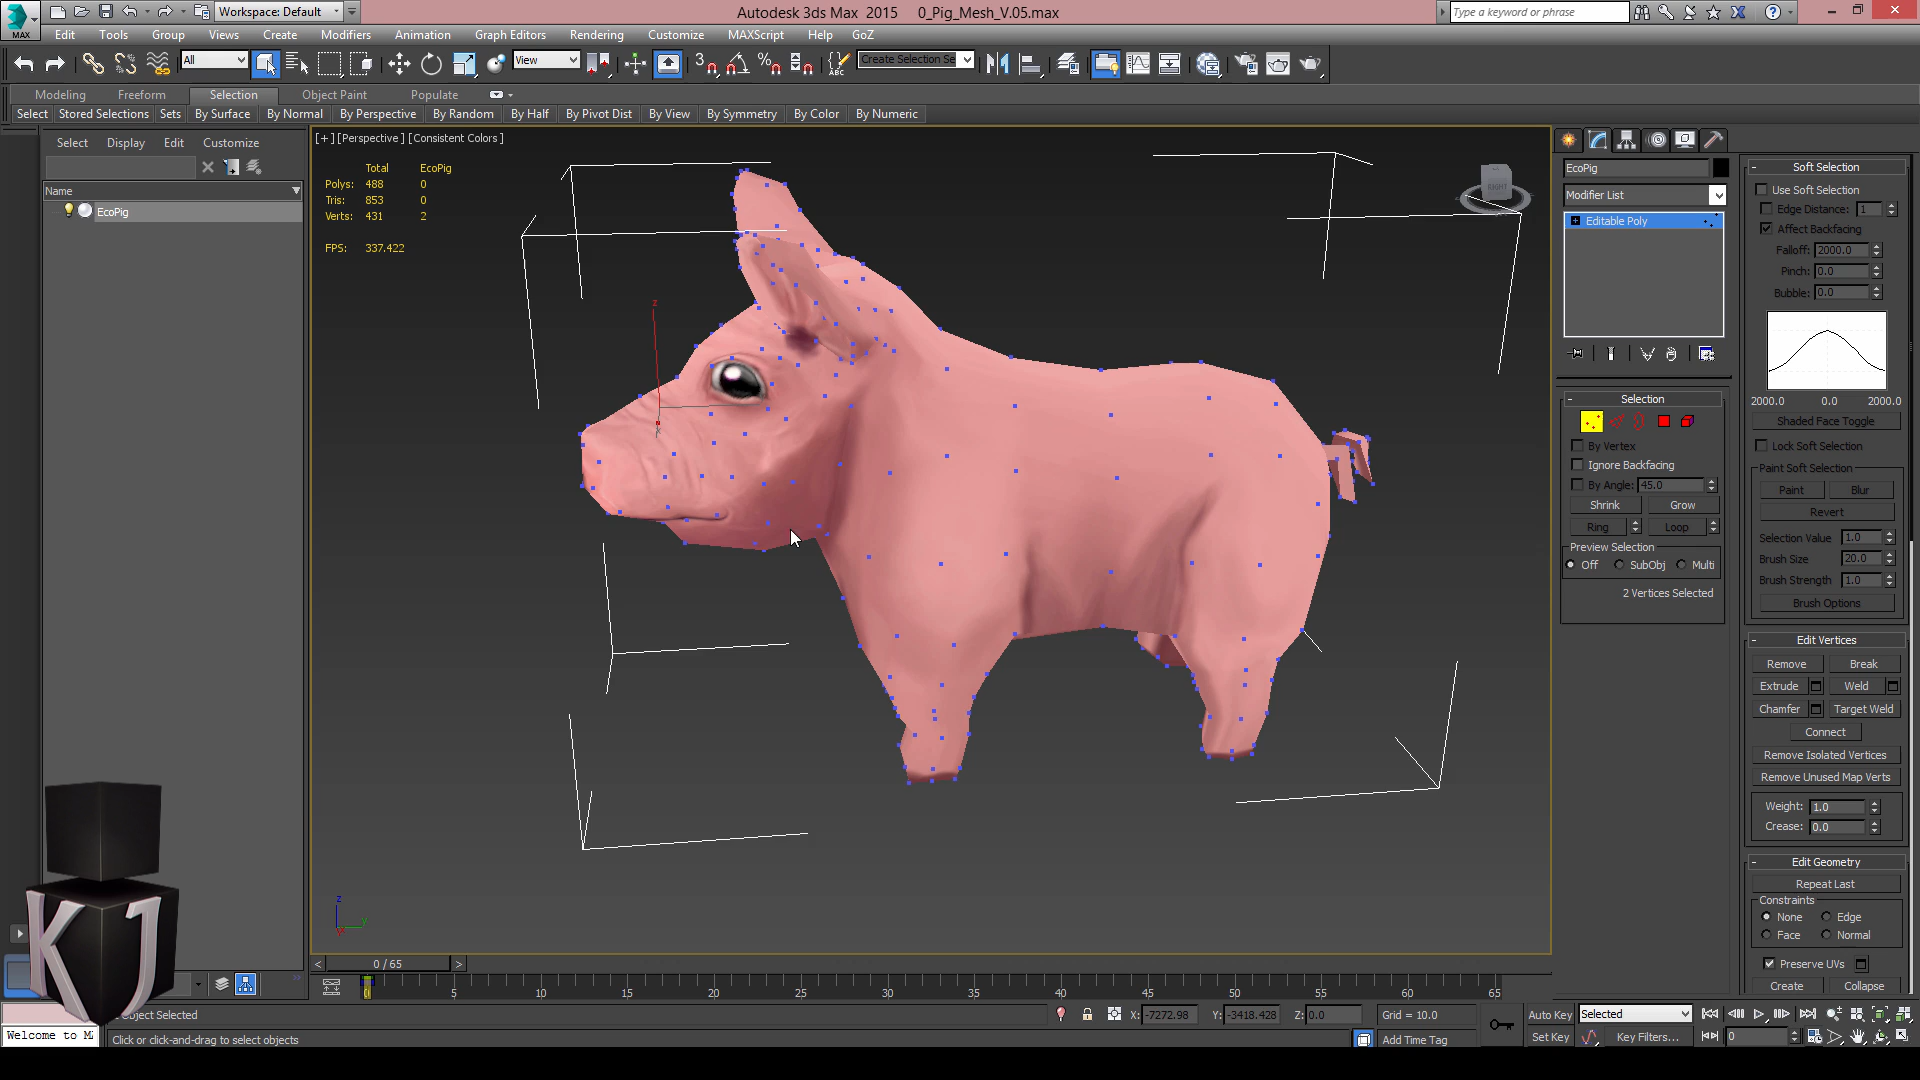 Workspace: Default
Autodesk 3ds Max 2015 0_Pig_Mesh_V.05.max
Type a keyword or phrase
MAX
Edit Tools Group Views Create Modifiers Animation Graph Editors Rendering Customize MAXScript Help GoZ
All View Create Selection Se
Modeling Freeform Selection Object Paint Populate
Select Stored Selections Sets By Surface By Normal By Perspective By Random By Half By Pivot Dist By View By Symmetry By Color By Numeric
Select Display Edit Customize
Name
EcoPig
[+] [Perspective] [Consistent Colors]
Total EcoPig
Polys: 488 0
Tris: 853 0
Verts: 431 2
FPS: 337.422
z
x
RIGHT
z
y
EcoPig
Modifier List
Editable Poly
Selection
By Vertex
Ignore Backfacing
By Angle: 45.0
Shrink Grow
Ring Loop
Preview Selection
Off SubObj Multi
2 Vertices Selected
Soft Selection
Use Soft Selection
Edge Distance: 1
Affect Backfacing
Falloff: 2000.0
Pinch: 0.0
Bubble: 0.0
2000.0 0.0 2000.0
Shaded Face Toggle
Lock Soft Selection
Paint Soft Selection
Paint Blur
Revert
Selection Value 1.0
Brush Size 20.0
Brush Strength 1.0
Brush Options
Edit Vertices
Remove Break
Extrude Weld
Chamfer Target Weld
Connect
Remove Isolated Vertices
Remove Unused Map Verts
Weight: 1.0
Crease: 0.0
Edit Geometry
Repeat Last
Constraints
None Edge
Face Normal
Preserve UVs
Create Collapse
KJ
< 0 / 65 >
0 5 10 15 20 25 30 35 40 45 50 55 60 65
Object Selected
X: -7272.98 Y: -3418.428 Z: 0.0 Grid = 10.0
Auto Key Selected
Welcome to M
Click or click-and-drag to select objects
Add Time Tag
Set Key Key Filters... 0